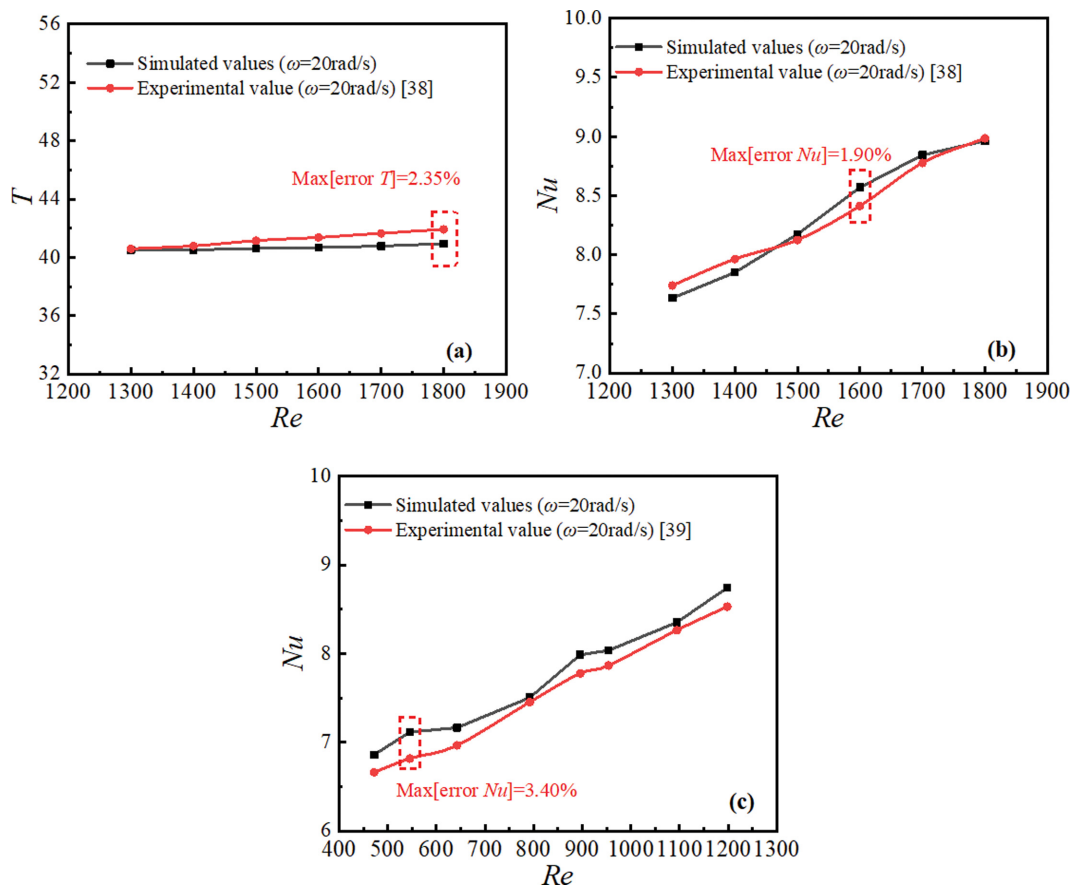 56
52
48
44
40
36
32
T
Simulated values (ω=20rad/s)
Experimental value (ω=20rad/s) [38]
Max[error T]=2.35%
(a)
1200 1300 1400 1500 1600 1700 1800 1900
Re
10.0
9.5
9.0
8.5
8.0
7.5
7.0
Nu
Simulated values (ω=20rad/s)
Experimental value (ω=20rad/s) [38]
Max[error Nu]=1.90%
(b)
1200 1300 1400 1500 1600 1700 1800 1900
Re
10
9
8
7
6
Nu
Simulated values (ω=20rad/s)
Experimental value (ω=20rad/s) [39]
Max[error Nu]=3.40%
(c)
400 500 600 700 800 900 1000 1100 1200 1300
Re